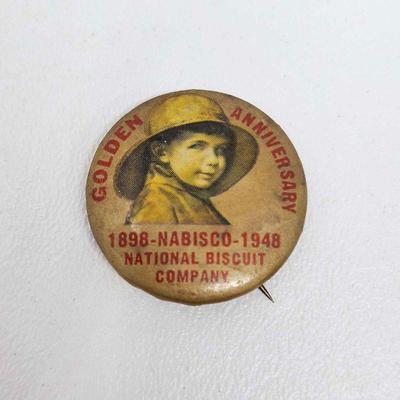 GOLDEN ANNIVERSARY
1898-NABISCO-1948
NATIONAL BISCUIT
COMPANY